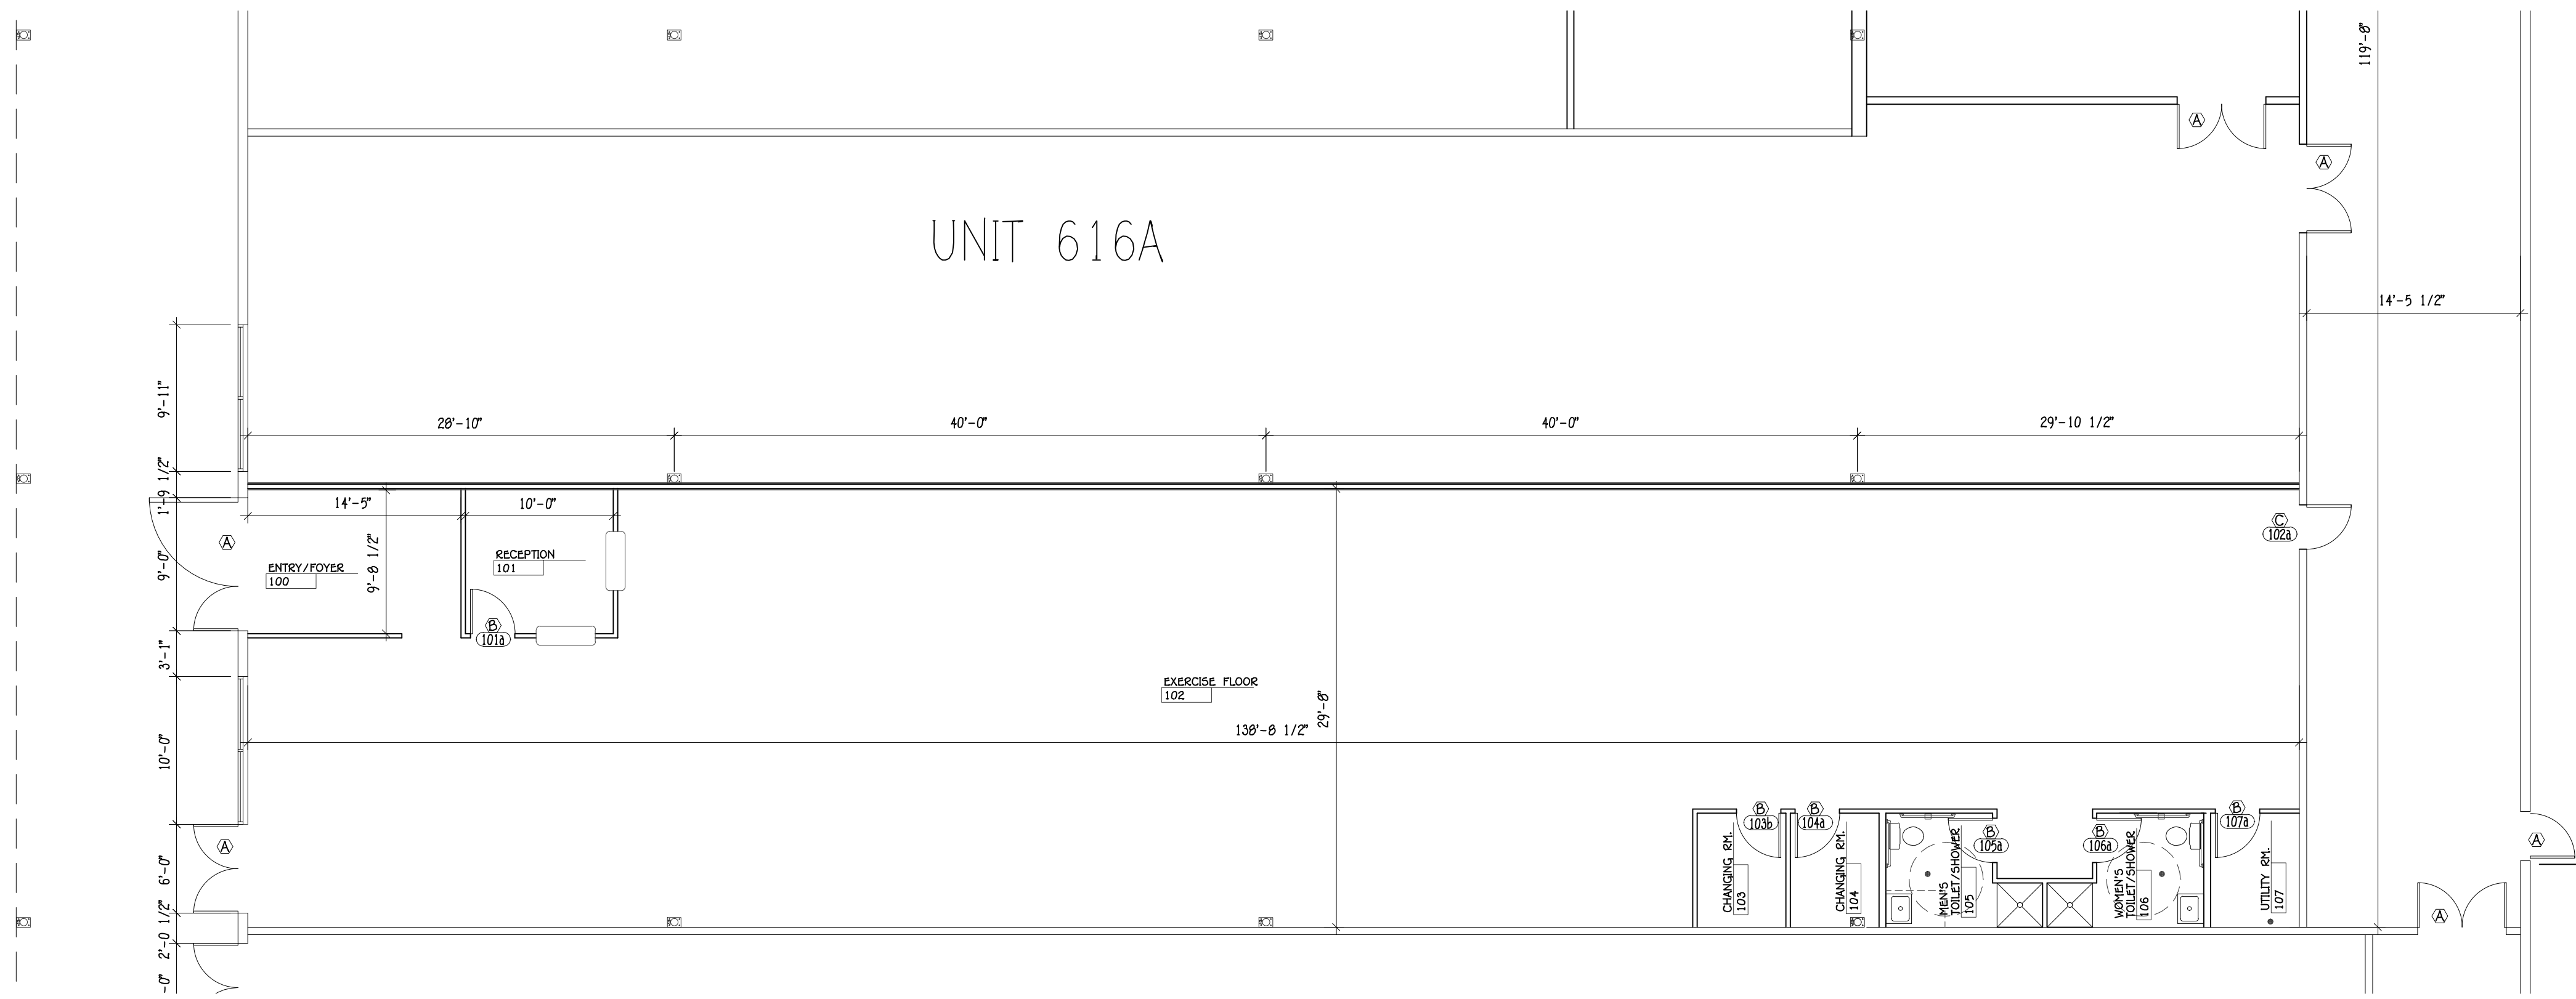 119'-8"
A
A
UNIT 616A
14'-5 1/2"
9'-11"
28'-10"
40'-0"
40'-0"
29'-10 1/2"
1'-9 1/2"
14'-5"
10'-0"
C
102a
A
9'-0"
9'-8 1/2"
RECEPTION
101
ENTRY/FOYER
100
B
101a
3'-1"
EXERCISE FLOOR
102
29'-8"
138'-8 1/2"
10'-0"
B
103b
B
104a
B
105a
B
106a
B
107a
A
A
6'-0"
CHANGING RM.
103
CHANGING RM.
104
MEN'S
TOILET/SHOWER
105
WOMEN'S
TOILET/SHOWER
106
UTILITY RM.
107
A
2'-0 1/2"
-0"